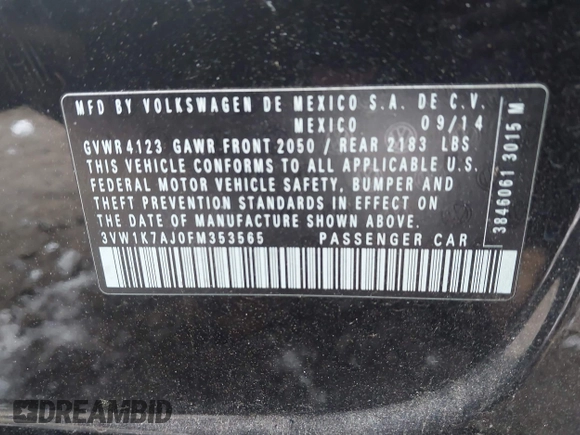 MFD BY VOLKSWAGEN DE MEXICO S.A. DE C.V.
MEXICO 09/14
GVWR 4123 GAWR FRONT 2050 / REAR 2183 LBS
THIS VEHICLE CONFORMS TO ALL APPLICABLE U.S.
FEDERAL MOTOR VEHICLE SAFETY, BUMPER AND
THEFT PREVENTION STANDARDS IN EFFECT ON
THE DATE OF MANUFACTURE SHOWN ABOVE.
3VW1K7AJ0FM353565 PASSENGER CAR
3846061 3015 M
DREAMBID